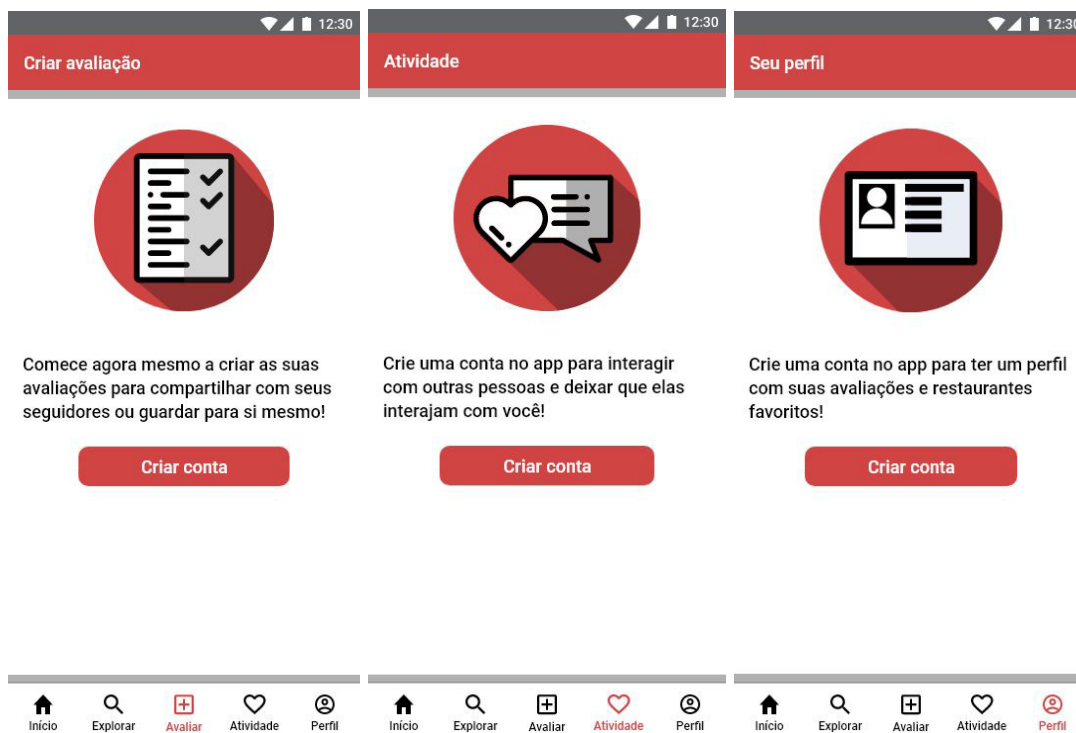 12:30
Criar avaliação
Comece agora mesmo a criar as suas
avaliações para compartilhar com seus
seguidores ou guardar para si mesmo!
Criar conta
Início
Explorar
Avaliar
Atividade
Perfil
12:30
Atividade
Crie uma conta no app para interagir
com outras pessoas e deixar que elas
interajam com você!
Criar conta
Início
Explorar
Avaliar
Atividade
Perfil
12:30
Seu perfil
Crie uma conta no app para ter um perfil
com suas avaliações e restaurantes
favoritos!
Criar conta
Início
Explorar
Avaliar
Atividade
Perfil